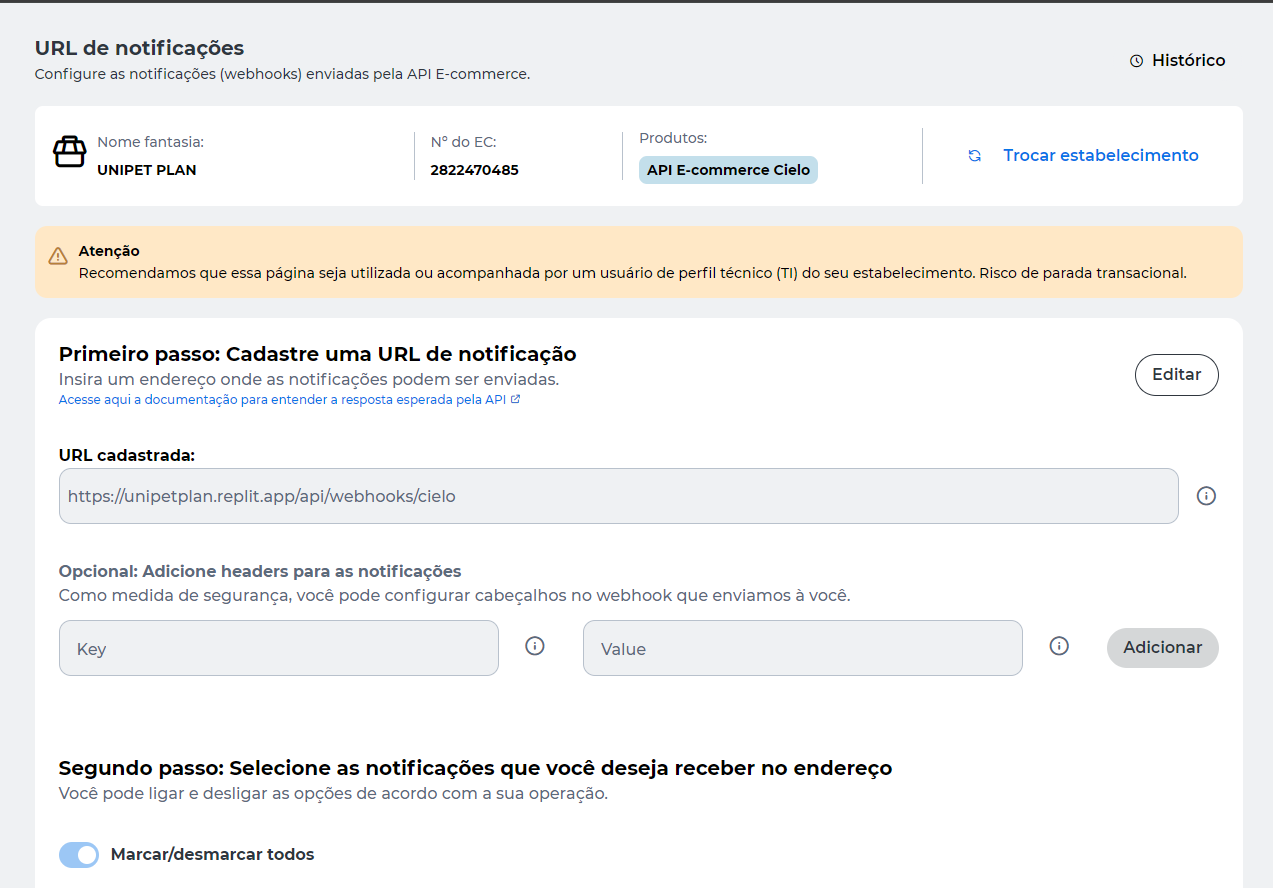 URL de notificações
Configure as notificações (webhooks) enviadas pela API E-commerce.
Histórico
Nome fantasia:
UNIPET PLAN
Nº do EC:
2822470485
Produtos:
API E-commerce Cielo
Trocar estabelecimento
Atenção
Recomendamos que essa página seja utilizada ou acompanhada por um usuário de perfil técnico (TI) do seu estabelecimento. Risco de parada transacional.
Primeiro passo: Cadastre uma URL de notificação
Insira um endereço onde as notificações podem ser enviadas.
Acesse aqui a documentação para entender a resposta esperada pela API
Editar
URL cadastrada:
https://unipetplan.replit.app/api/webhooks/cielo
Opcional: Adicione headers para as notificações
Como medida de segurança, você pode configurar cabeçalhos no webhook que enviamos à você.
Key
Value
Adicionar
Segundo passo: Selecione as notificações que você deseja receber no endereço
Você pode ligar e desligar as opções de acordo com a sua operação.
Marcar/desmarcar todos